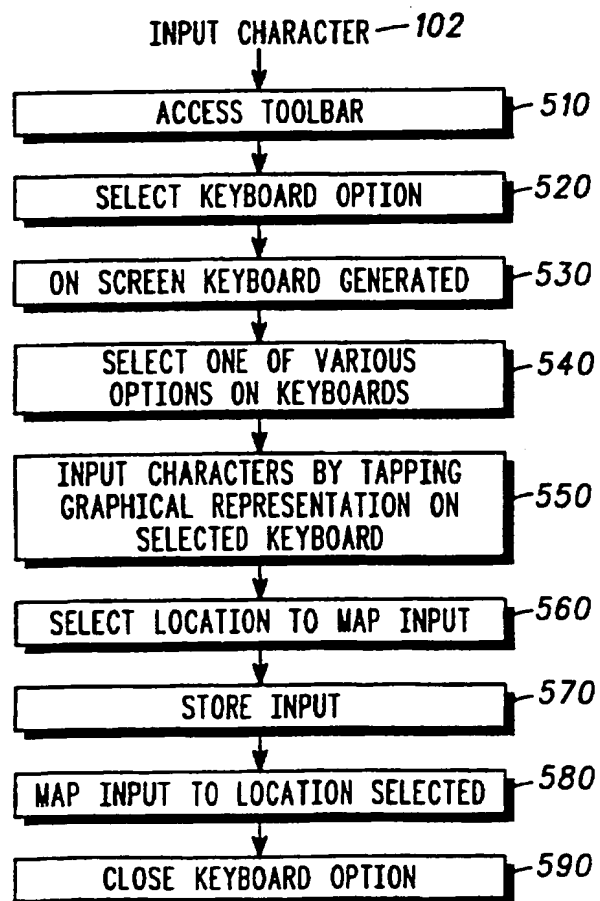 INPUT CHARACTER 102
ACCESS TOOLBAR 510
SELECT KEYBOARD OPTION 520
ON SCREEN KEYBOARD GENERATED 530
SELECT ONE OF VARIOUS
OPTIONS ON KEYBOARDS 540
INPUT CHARACTERS BY TAPPING
GRAPHICAL REPRESENTATION ON 550
SELECTED KEYBOARD
SELECT LOCATION TO MAP INPUT 560
STORE INPUT 570
MAP INPUT TO LOCATION SELECTED 580
CLOSE KEYBOARD OPTION 590